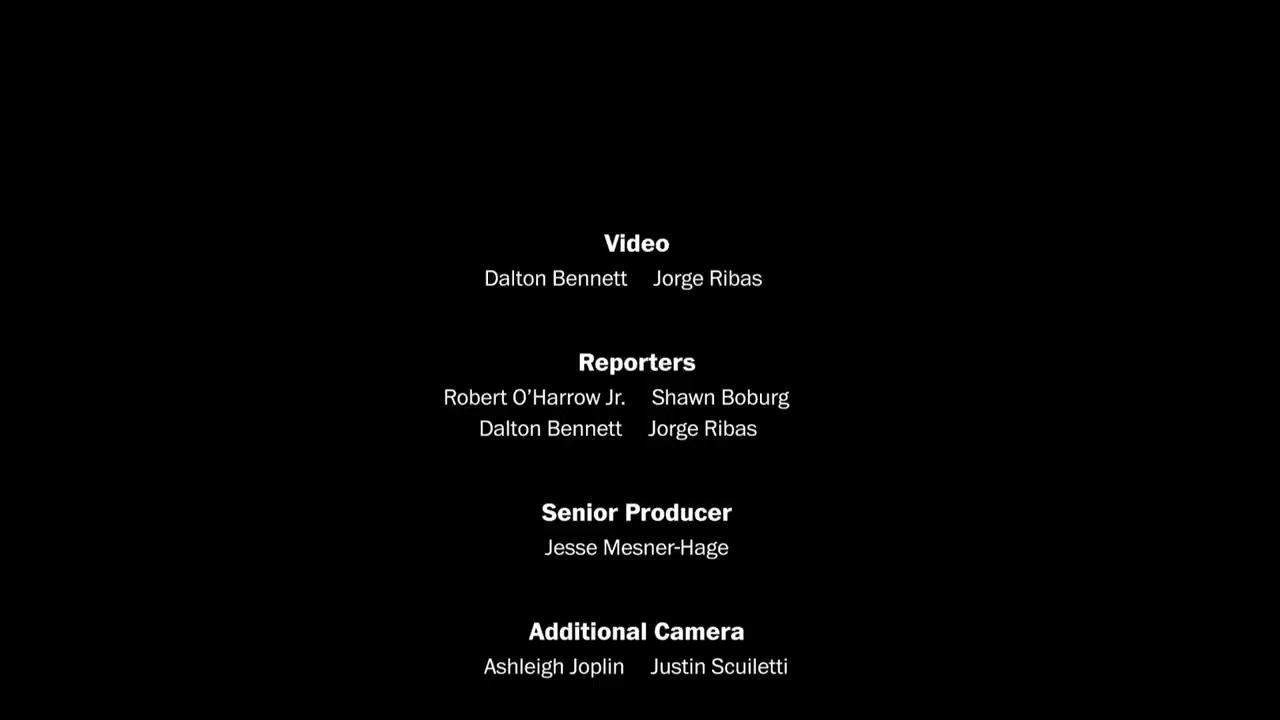 Video
Dalton Bennett Jorge Ribas
Reporters
Robert O’Harrow Jr. Shawn Boburg
Dalton Bennett Jorge Ribas
Senior Producer
Jesse Mesner-Hage
Additional Camera
Ashleigh Joplin Justin Scuiletti